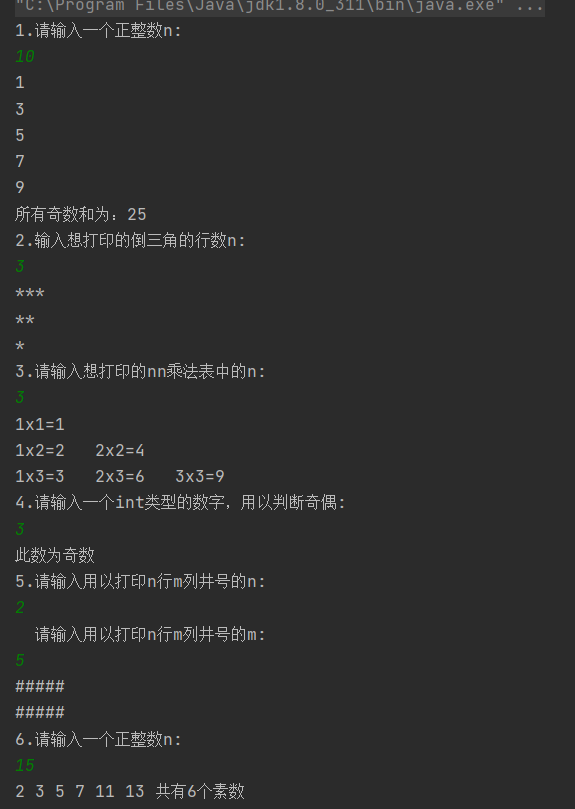 "C:\Program Files\Java\jdk1.8.0_311\bin\java.exe" ...
1.请输入一个正整数n:
10
1
3
5
7
9
所有奇数和为：25
2.输入想打印的倒三角的行数n:
3
***
**
*
3.请输入想打印的nn乘法表中的n:
3
1x1=1
1x2=2   2x2=4
1x3=3   2x3=6   3x3=9
4.请输入一个int类型的数字，用以判断奇偶:
3
此数为奇数
5.请输入用以打印n行m列井号的n:
2
  请输入用以打印n行m列井号的m:
5
#####
#####
6.请输入一个正整数n:
15
2 3 5 7 11 13 共有6个素数